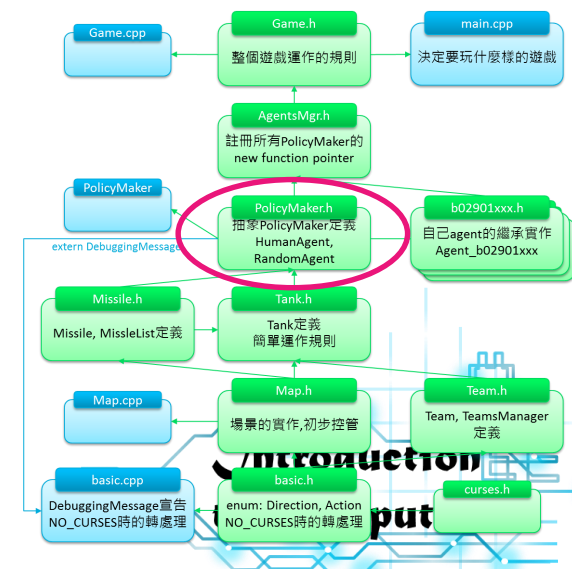 Game.h
main.cpp
Game.cpp
整個遊戲運作的規則
決定要玩什麼樣的遊戲
AgentsMgr.h
註冊所有PolicyMaker的
new function pointer
PolicyMaker
PolicyMaker.h
b02901xxx.h
抽象PolicyMaker定義
HumanAgent,
RandomAgent
自己agent的繼承實作
Agent_b02901xxx
extern DebuggingMessage
Missile.h
Tank.h
Missile, MissleList定義
Tank定義
簡單運作規則
Map.h
Team.h
Map.cpp
場景的實作,初步控管
Team, TeamsManager
定義
Introduction
basic.cpp
basic.h
curses.h
DebuggingMessage宣告
NO_CURSES時的轉處理
enum: Direction, Action
NO_CURSES時的轉處理